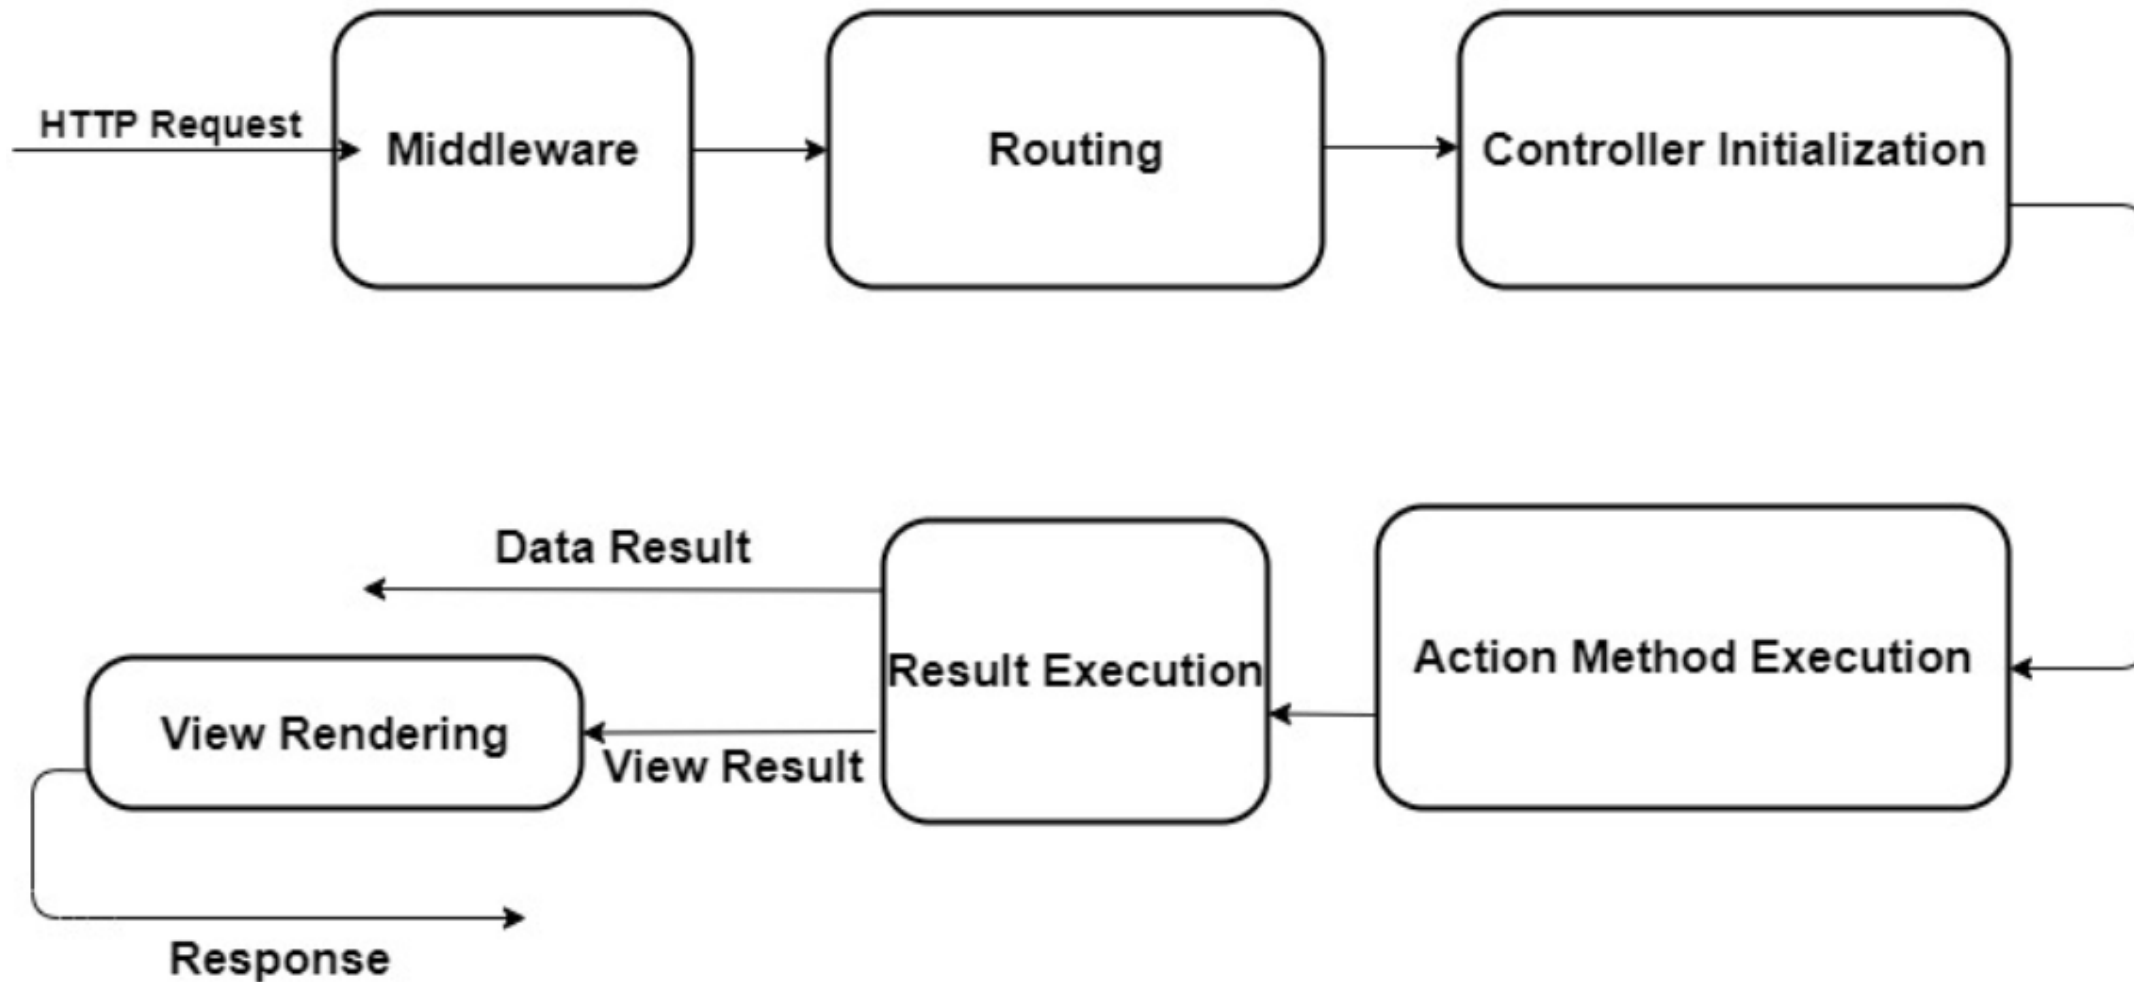 HTTP Request
Middleware
Routing
Controller Initialization
Data Result
Result Execution
Action Method Execution
View Rendering
View Result
Response